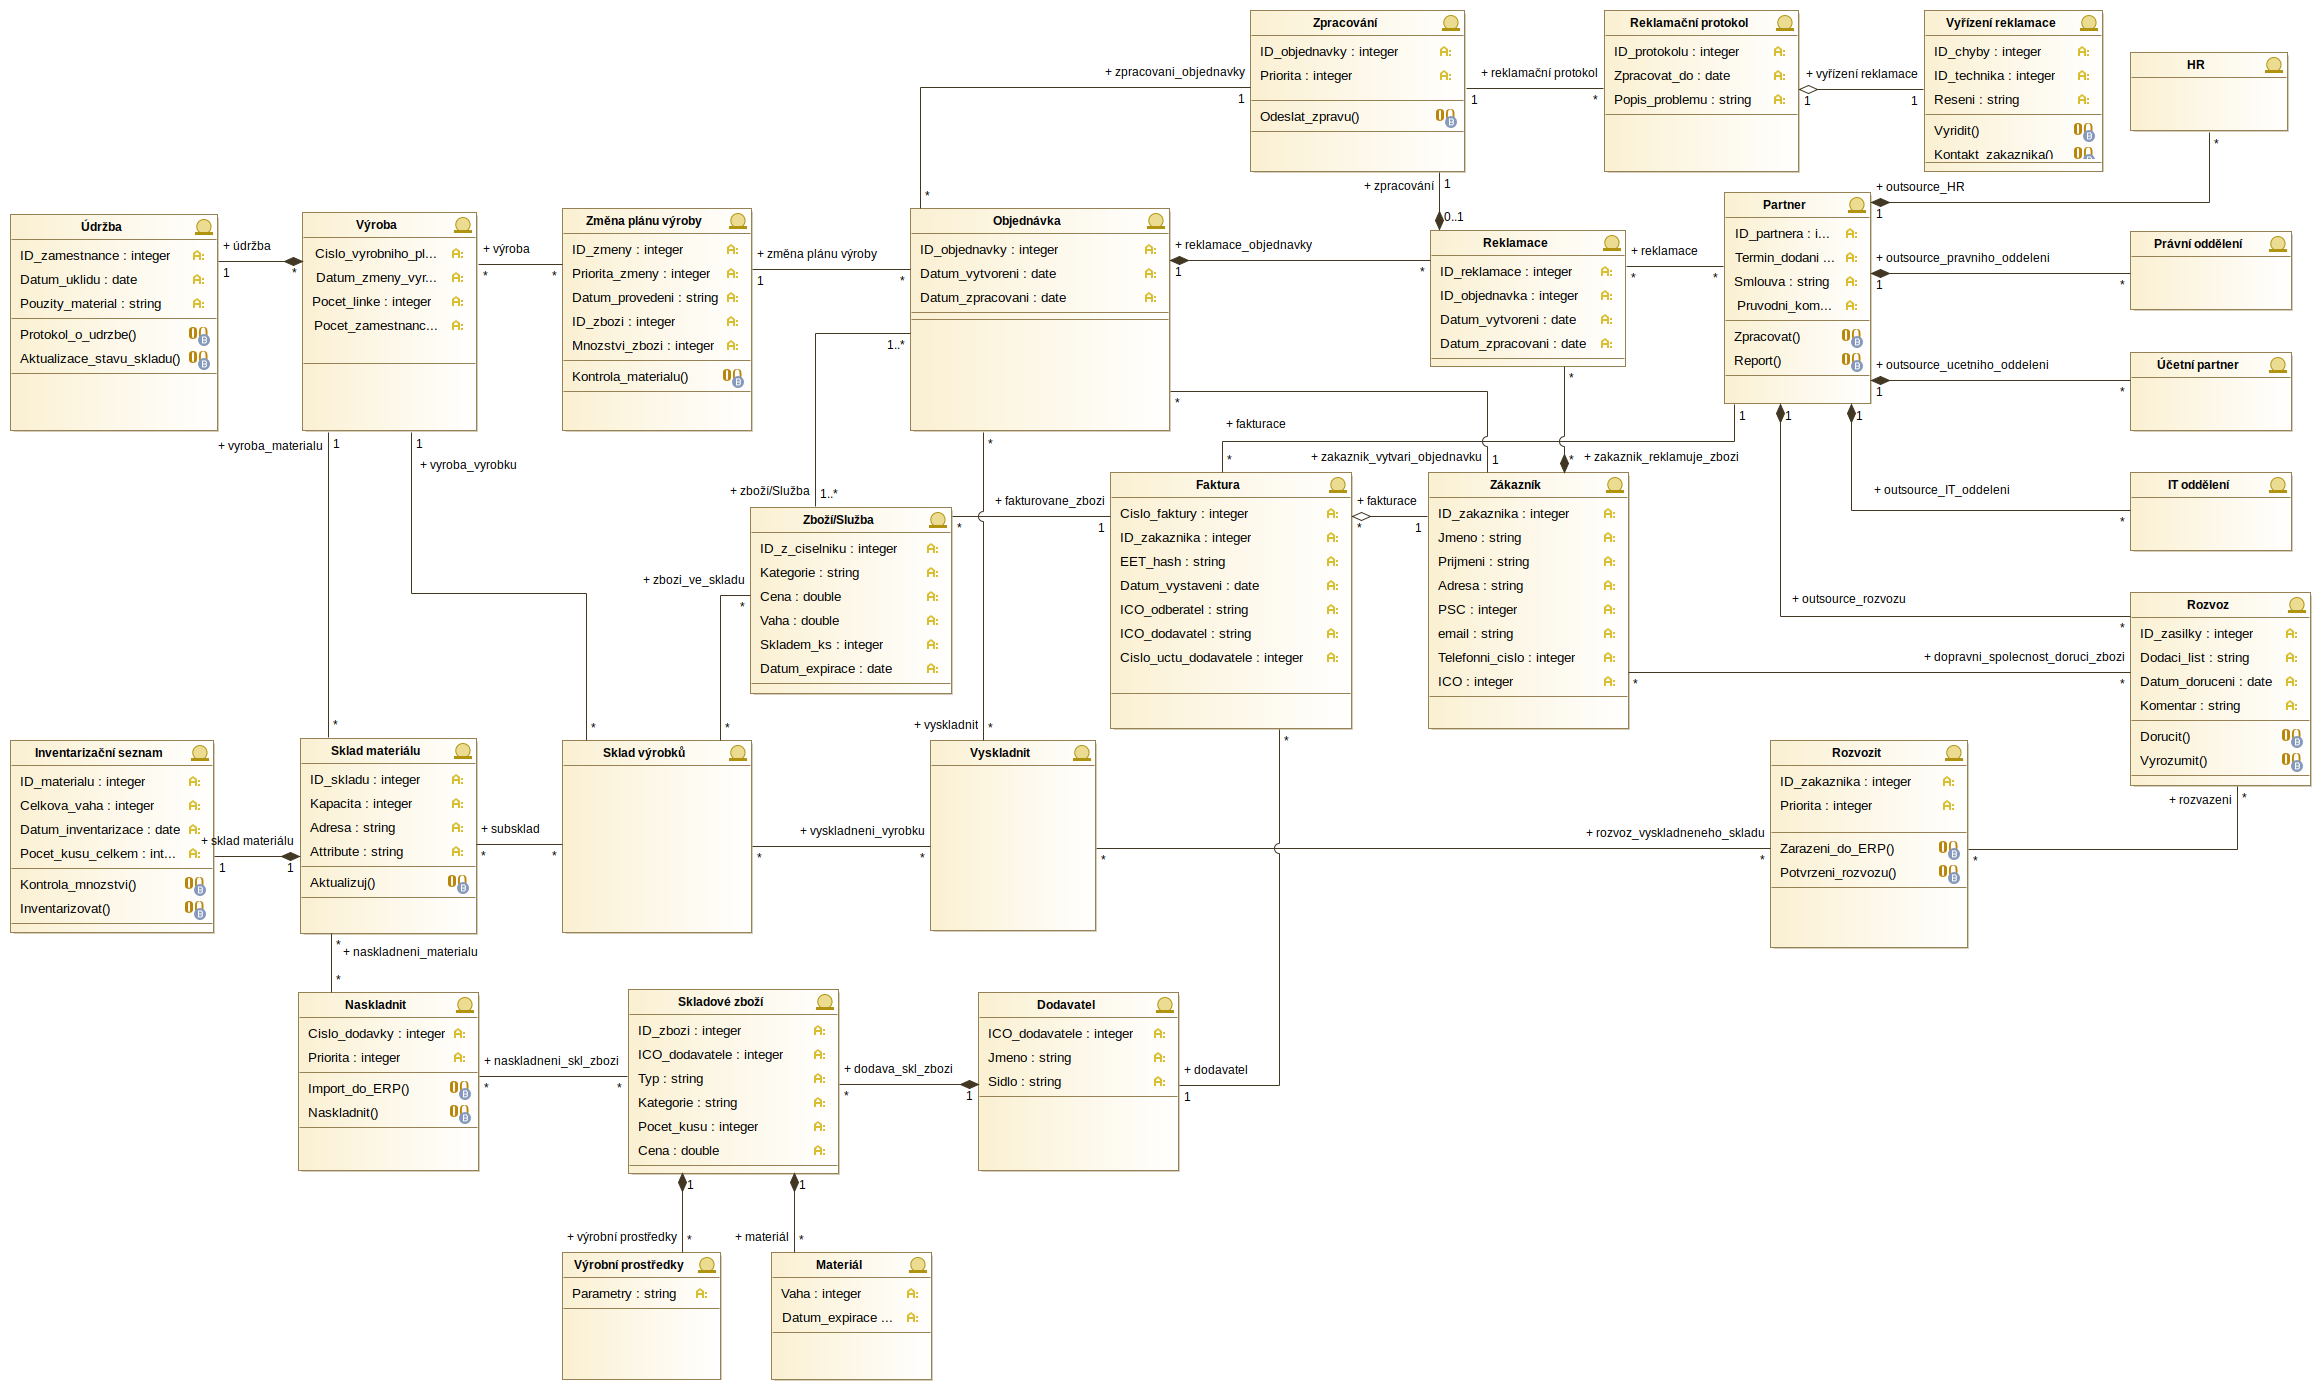 Zpracování
ID_objednavky : integer
Priorita : integer
Odeslat_zpravu()
Reklamační protokol
ID_protokolu : integer
Zpracovat_do : date
Popis_problemu : string
Vyřízení reklamace
ID_chyby : integer
ID_technika : integer
Reseni : string
Vyridit()
Kontakt_zakaznika()
HR
+ zpracovani_objednavky
1
*
+ reklamační protokol
1
*
+ vyřízení reklamace
1
1
+ zpracování
1
0..1
+ outsource_HR
*
1
Údržba
ID_zamestnance : integer
Datum_uklidu : date
Pouzity_material : string
Protokol_o_udrzbe()
Aktualizace_stavu_skladu()
+ údržba
1
*
Výroba
Cislo_vyrobniho_pl...
Datum_zmeny_vyr...
Pocet_linke : integer
Pocet_zamestnanc...
+ výroba
*
*
Změna plánu výroby
ID_zmeny : integer
Priorita_zmeny : integer
Datum_provedeni : string
ID_zbozi : integer
Mnozstvi_zbozi : integer
Kontrola_materialu()
+ změna plánu výroby
1
*
Objednávka
ID_objednavky : integer
Datum_vytvoreni : date
Datum_zpracovani : date
+ reklamace_objednavky
1
*
Reklamace
ID_reklamace : integer
ID_objednavka : integer
Datum_vytvoreni : date
Datum_zpracovani : date
+ reklamace
*
*
Partner
ID_partnera : i...
Termin_dodani ...
Smlouva : string
Pruvodni_kom...
Zpracovat()
Report()
Právní oddělení
+ outsource_pravniho_oddeleni
1
*
Účetní partner
+ outsource_ucetniho_oddeleni
1
*
IT oddělení
+ outsource_IT_oddeleni
1
*
+ outsource_rozvozu
1
*
+ fakturace
1
*
+ zakaznik_vytvari_objednavku
*
1
+ zakaznik_reklamuje_zbozi
*
*
+ vyroba_materialu
1
*
+ vyroba_vyrobku
1
*
+ zboží/Služba
1..*
1..*
Zboží/Služba
ID_z_ciselniku : integer
Kategorie : string
Cena : double
Vaha : double
Skladem_ks : integer
Datum_expirace : date
+ fakturovane_zbozi
*
1
+ zbozi_ve_skladu
*
*
Faktura
Cislo_faktury : integer
ID_zakaznika : integer
EET_hash : string
Datum_vystaveni : date
ICO_odberatel : string
ICO_dodavatel : string
Cislo_uctu_dodavatele : integer
+ fakturace
*
1
Zákazník
ID_zakaznika : integer
Jmeno : string
Prijmeni : string
Adresa : string
PSC : integer
email : string
Telefonni_cislo : integer
ICO : integer
+ dopravni_spolecnost_doruci_zbozi
*
*
Rozvoz
ID_zasilky : integer
Dodaci_list : string
Datum_doruceni : date
Komentar : string
Dorucit()
Vyrozumit()
+ rozvazeni
*
*
+ vyskladnit
*
*
Inventarizační seznam
ID_materialu : integer
Celkova_vaha : integer
Datum_inventarizace : date
Pocet_kusu_celkem : int...
Kontrola_mnozstvi()
Inventarizovat()
+ sklad materiálu
1
1
Sklad materiálu
ID_skladu : integer
Kapacita : integer
Adresa : string
Attribute : string
Aktualizuj()
+ subsklad
*
*
Sklad výrobků
+ vyskladneni_vyrobku
*
*
Vyskladnit
+ rozvoz_vyskladneneho_skladu
*
*
Rozvozit
ID_zakaznika : integer
Priorita : integer
Zarazeni_do_ERP()
Potvrzeni_rozvozu()
+ naskladneni_materialu
*
*
Naskladnit
Cislo_dodavky : integer
Priorita : integer
Import_do_ERP()
Naskladnit()
+ naskladneni_skl_zbozi
*
*
Skladové zboží
ID_zbozi : integer
ICO_dodavatele : integer
Typ : string
Kategorie : string
Pocet_kusu : integer
Cena : double
+ dodava_skl_zbozi
*
1
Dodavatel
ICO_dodavatele : integer
Jmeno : string
Sidlo : string
+ dodavatel
1
*
+ výrobní prostředky
1
*
+ materiál
1
*
Výrobní prostředky
Parametry : string
Materiál
Vaha : integer
Datum_expirace ...